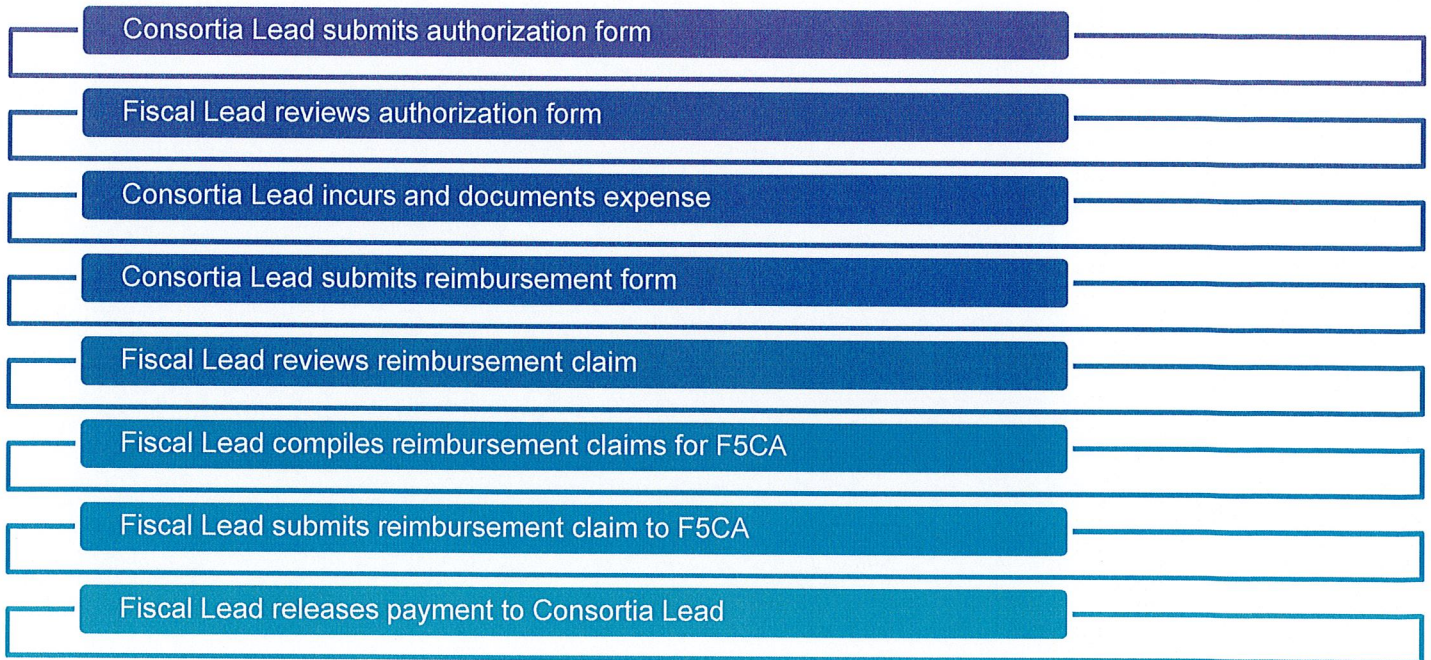 Consortia Lead submits authorization form
Fiscal Lead reviews authorization form
Consortia Lead incurs and documents expense
Consortia Lead submits reimbursement form
Fiscal Lead reviews reimbursement claim
Fiscal Lead compiles reimbursement claims for F5CA
Fiscal Lead submits reimbursement claim to F5CA
Fiscal Lead releases payment to Consortia Lead